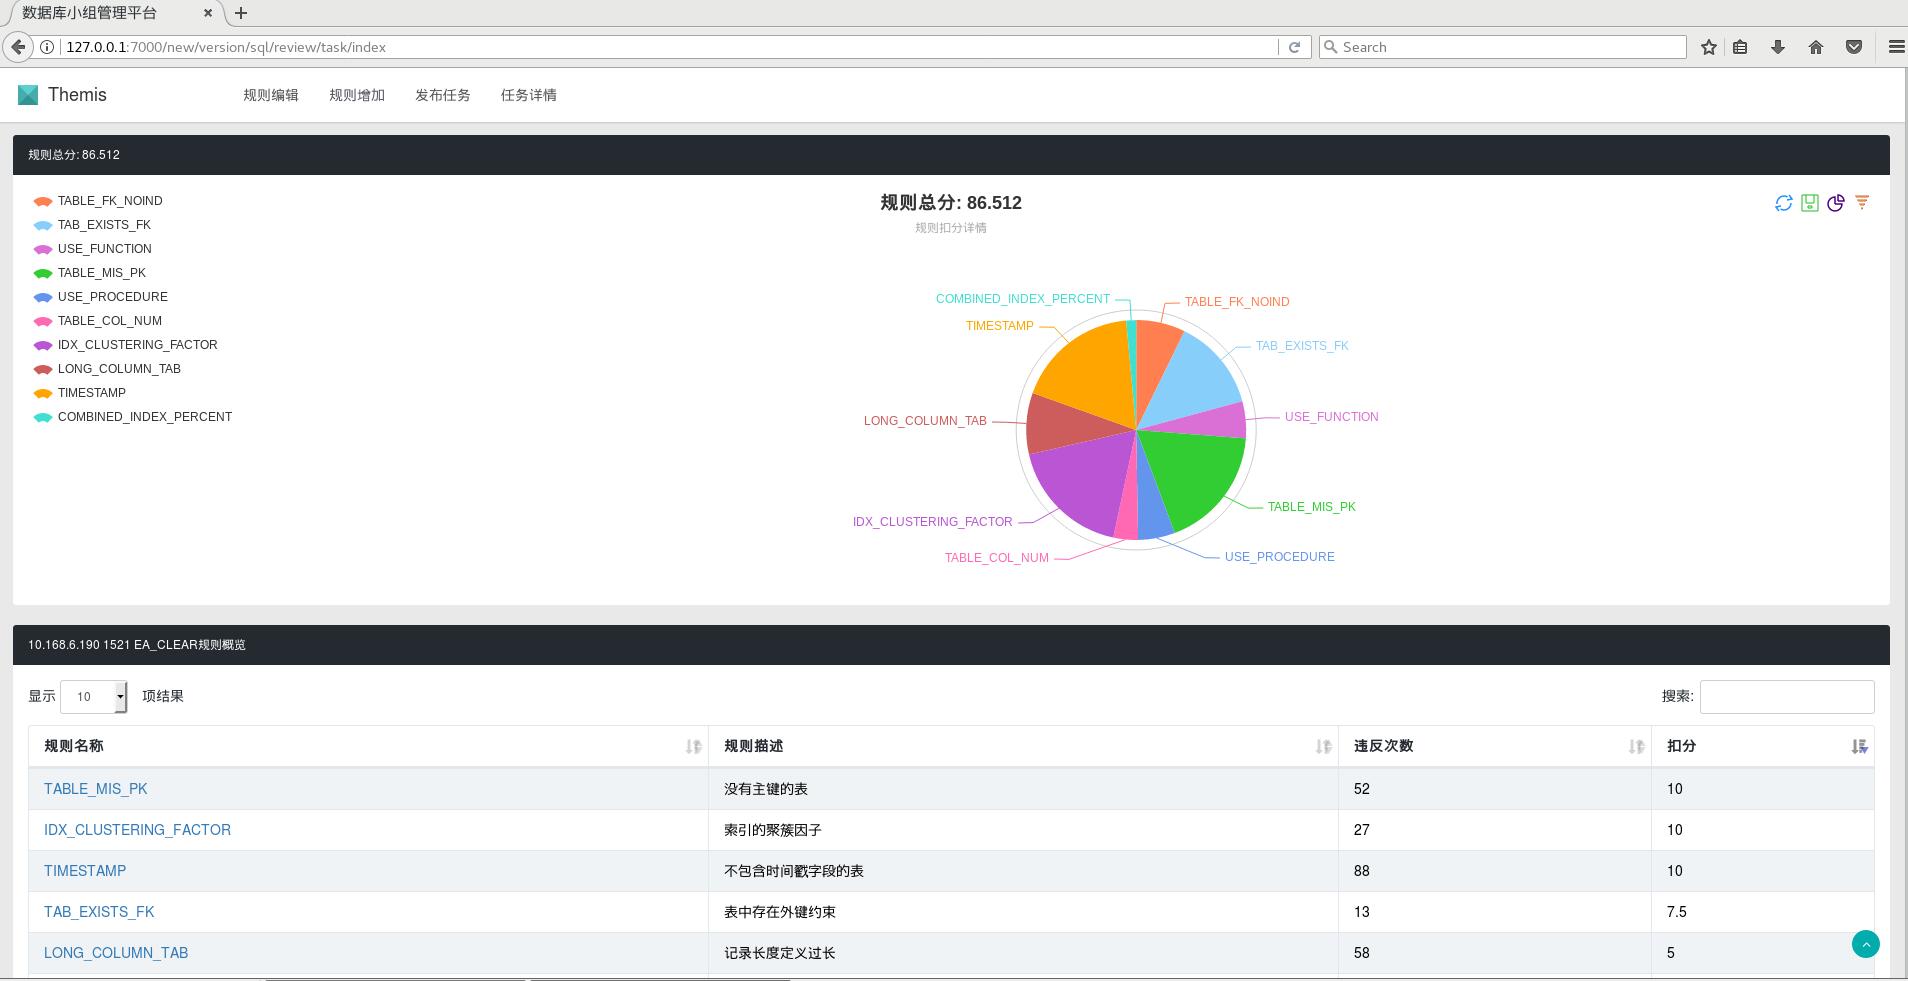 数据库小组管理平台
127.0.0.1:7000/new/version/sql/review/task/index
Search
Themis
规则编辑
规则增加
发布任务
任务详情
规则总分: 86.512
TABLE_FK_NOIND
TAB_EXISTS_FK
USE_FUNCTION
TABLE_MIS_PK
USE_PROCEDURE
TABLE_COL_NUM
IDX_CLUSTERING_FACTOR
LONG_COLUMN_TAB
TIMESTAMP
COMBINED_INDEX_PERCENT
规则总分: 86.512
规则扣分详情
COMBINED_INDEX_PERCENT
TABLE_FK_NOIND
TIMESTAMP
TAB_EXISTS_FK
USE_FUNCTION
LONG_COLUMN_TAB
TABLE_MIS_PK
IDX_CLUSTERING_FACTOR
USE_PROCEDURE
TABLE_COL_NUM
10.168.6.190 1521 EA_CLEAR规则概览
显示 10 项结果
搜索:
规则名称 规则描述 违反次数 扣分
TABLE_MIS_PK 没有主键的表 52 10
IDX_CLUSTERING_FACTOR 索引的聚簇因子 27 10
TIMESTAMP 不包含时间戳字段的表 88 10
TAB_EXISTS_FK 表中存在外键约束 13 7.5
LONG_COLUMN_TAB 记录长度定义过长 58 5